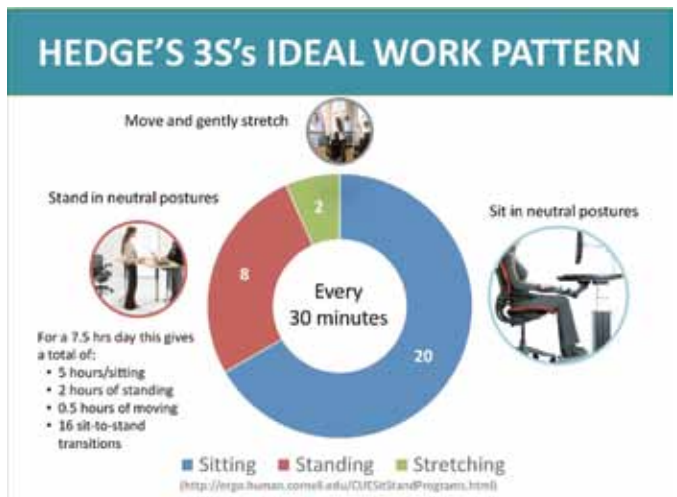 HEDGE'S 3S's IDEAL WORK PATTERN
Move and gently stretch
Stand in neutral postures
Sit in neutral postures
2
8
20
Every
30 minutes
For a 7.5 hrs day this gives
a total of:
• 5 hours/sitting
• 2 hours of standing
• 0.5 hours of moving
• 16 sit-to-stand
transitions
Sitting Standing Stretching
(http://ergo.human.cornell.edu/CUESitStandPrograms.html)